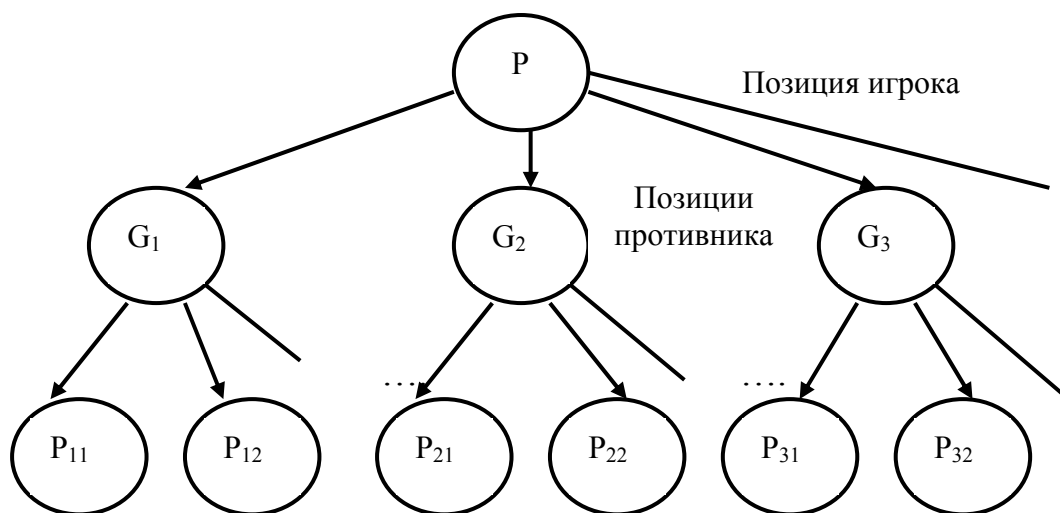 P
Позиция игрока
Позиции
противника
G₁
G₂
G₃
....
....
P₁₁
P₁₂
P₂₁
P₂₂
P₃₁
P₃₂